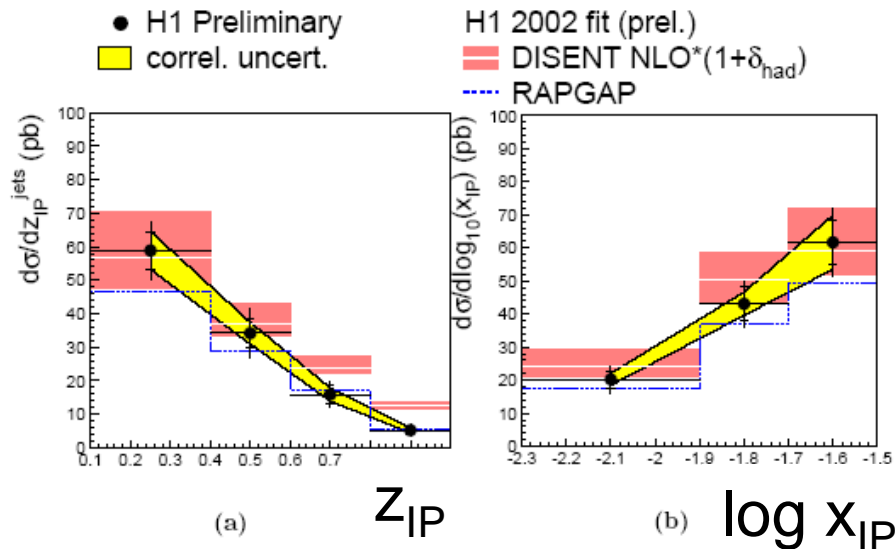 H1 Preliminary
correl. uncert.
H1 2002 fit (prel.)
DISENT NLO*(1+δhad)
RAPGAP
dσ/dzIPjets (pb)
100
90
80
70
60
50
40
30
20
10
0
0.1 0.2 0.3 0.4 0.5 0.6 0.7
zIP
(a)
dσ/dlog10(xIP) (pb)
100
90
80
70
60
50
40
30
20
10
0
-2.3 -2.2 -2.1 -2 -1.9 -1.8 -1.7 -1.6 -1.5
log xIP
(b)